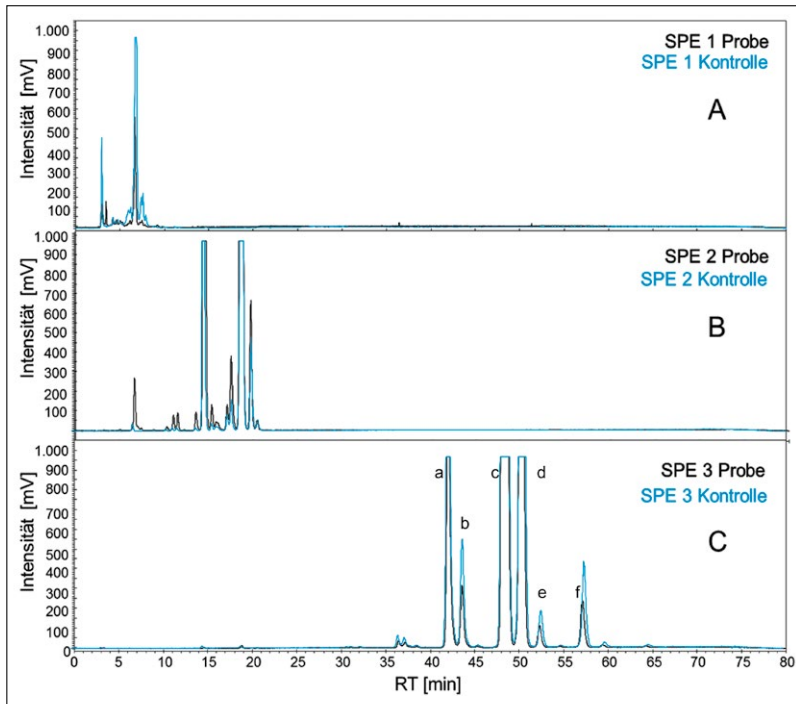 1.000
900
800
700
600
500
400
300
200
100
Intensität [mV]
SPE 1 Probe
SPE 1 Kontrolle
A
1.000
900
800
700
600
500
400
300
200
100
Intensität [mV]
SPE 2 Probe
SPE 2 Kontrolle
B
1.000
900
800
700
600
500
400
300
200
100
0
Intensität [mV]
a
b
c
d
e
f
SPE 3 Probe
SPE 3 Kontrolle
C
0 5 10 15 20 30 35 40 45 50 55 60 65 70 75 80
RT [min]